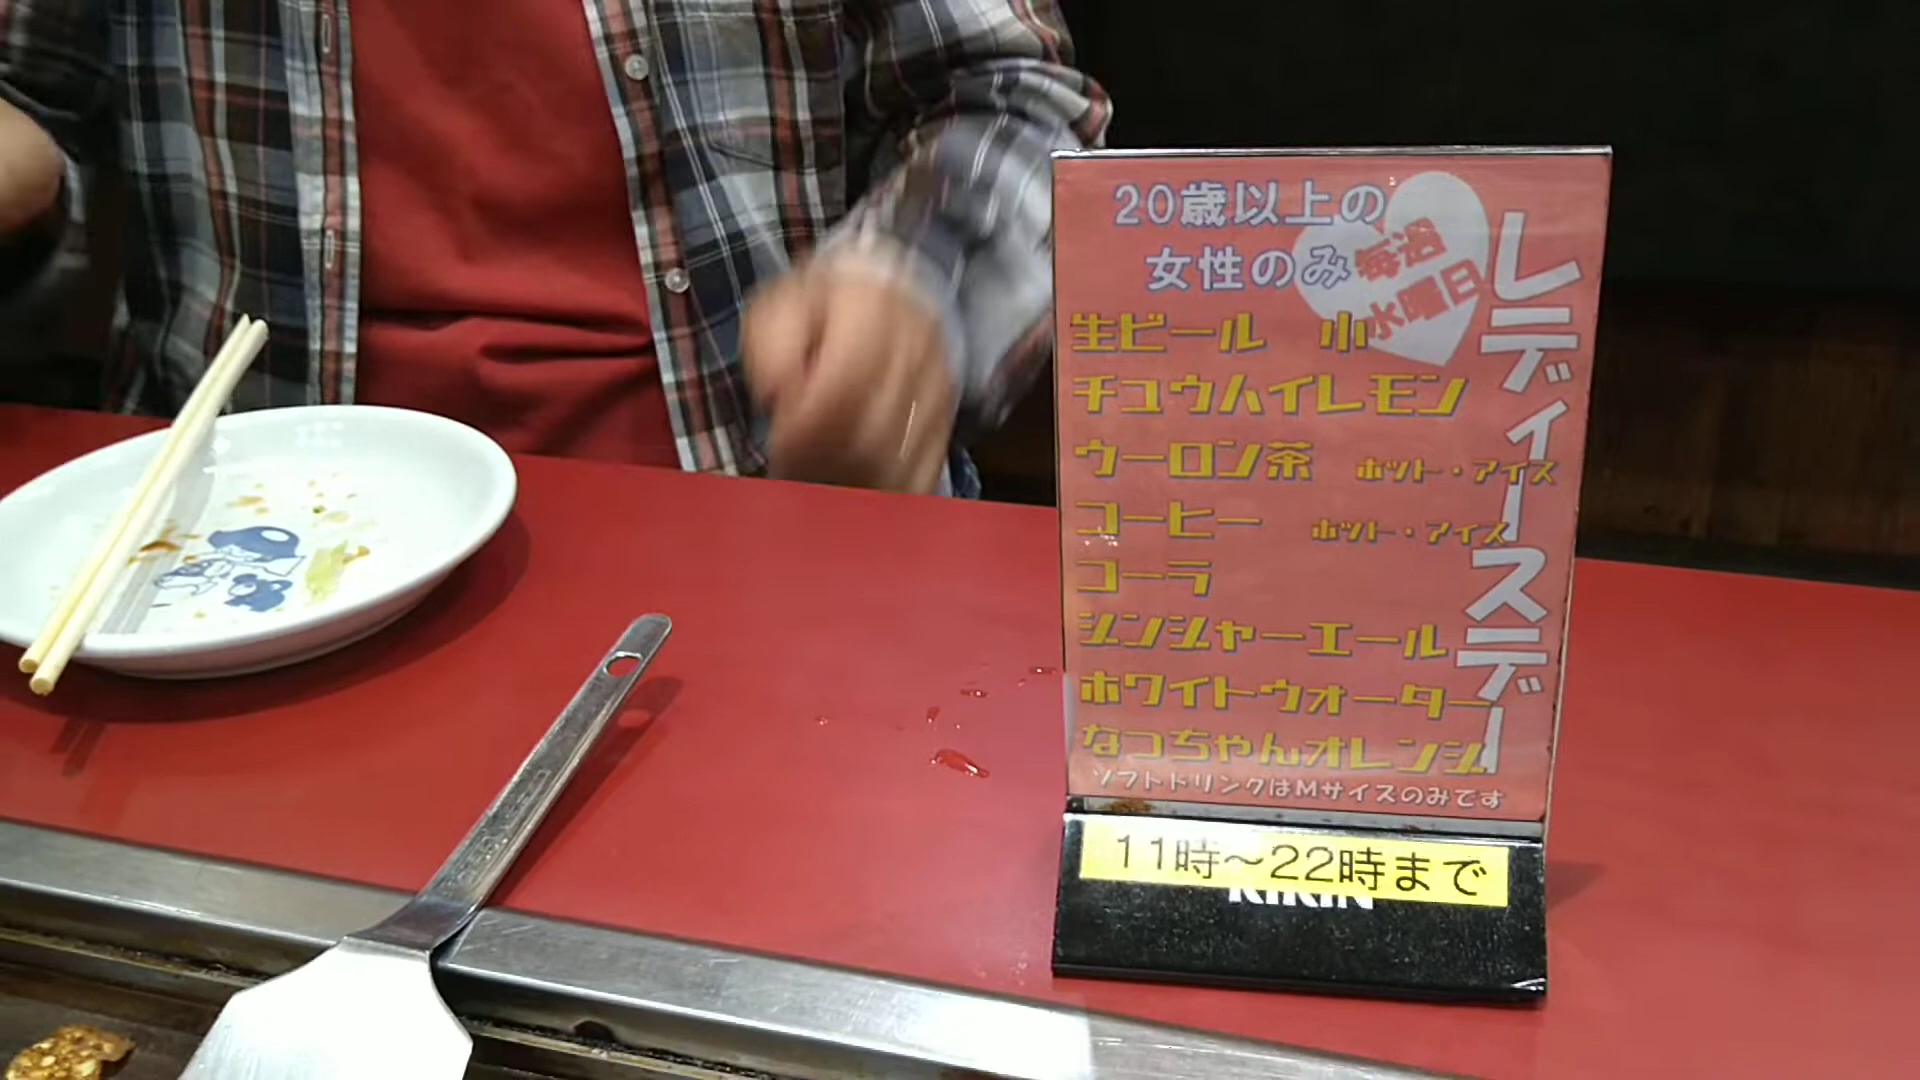 20歳以上の
女性のみ
毎週
水曜日
レディースデー
生ビール 小
チュウハイレモン
ウーロン茶 ホット・アイス
コーヒー ホット・アイス
コーラ
ジンジャーエール
ホワイトウォーター
なっちゃんオレンジ
ソフトドリンクはMサイズのみです
11時～22時まで
KIRIN